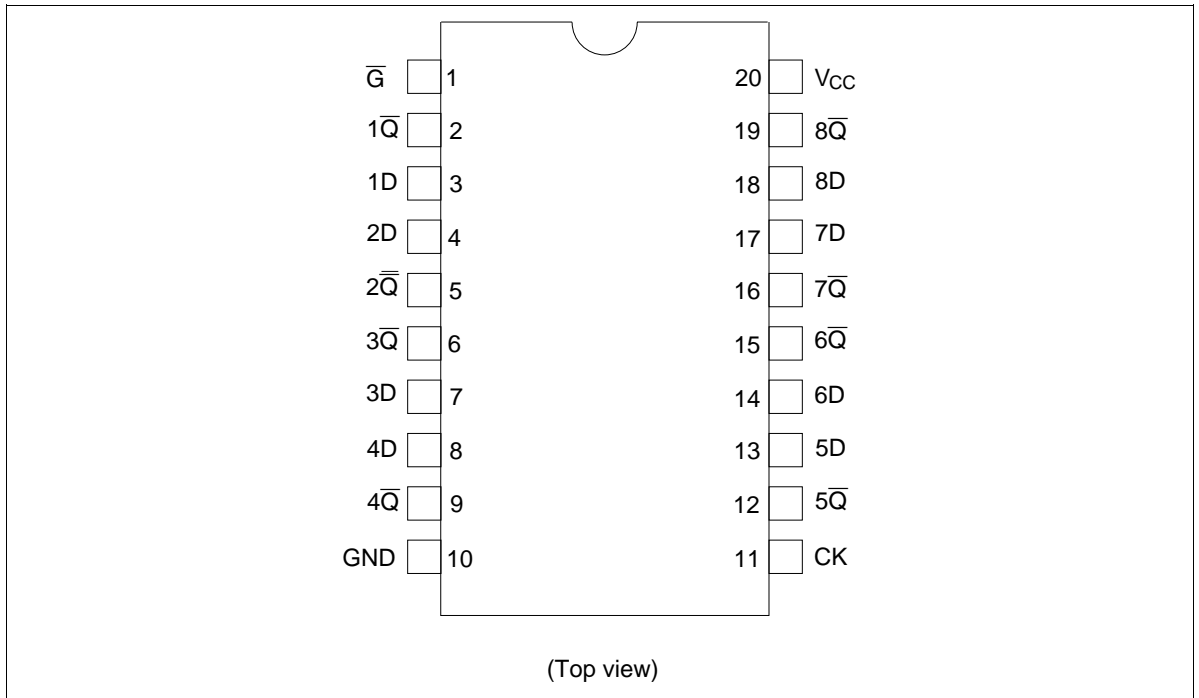 G̅ 1 20 VCC
1Q̅ 2 19 8Q̅
1D 3 18 8D
2D 4 17 7D
2Q̿ 5 16 7Q̅
3Q̅ 6 15 6Q̅
3D 7 14 6D
4D 8 13 5D
4Q̅ 9 12 5Q̅
GND 10 11 CK
(Top view)